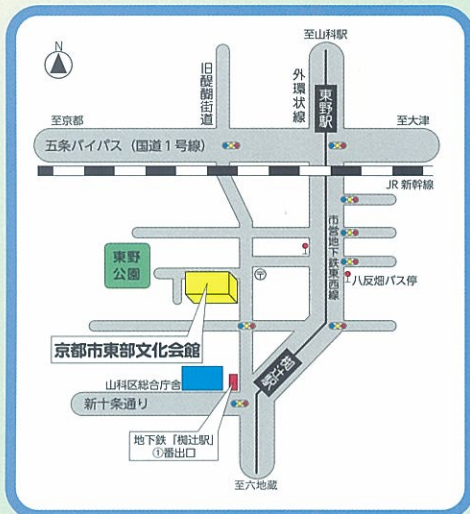 至山科駅
N
旧醍醐街道
外環状線
東野駅
至京都
至大津
五条バイパス（国道1号線）
JR 新幹線
東野
公園
〒
市営地下鉄東西線
八反畑バス停
京都市東部文化会館
椥辻駅
山科区総合庁舎
新十条通り
地下鉄「椥辻駅」
①番出口
至六地蔵